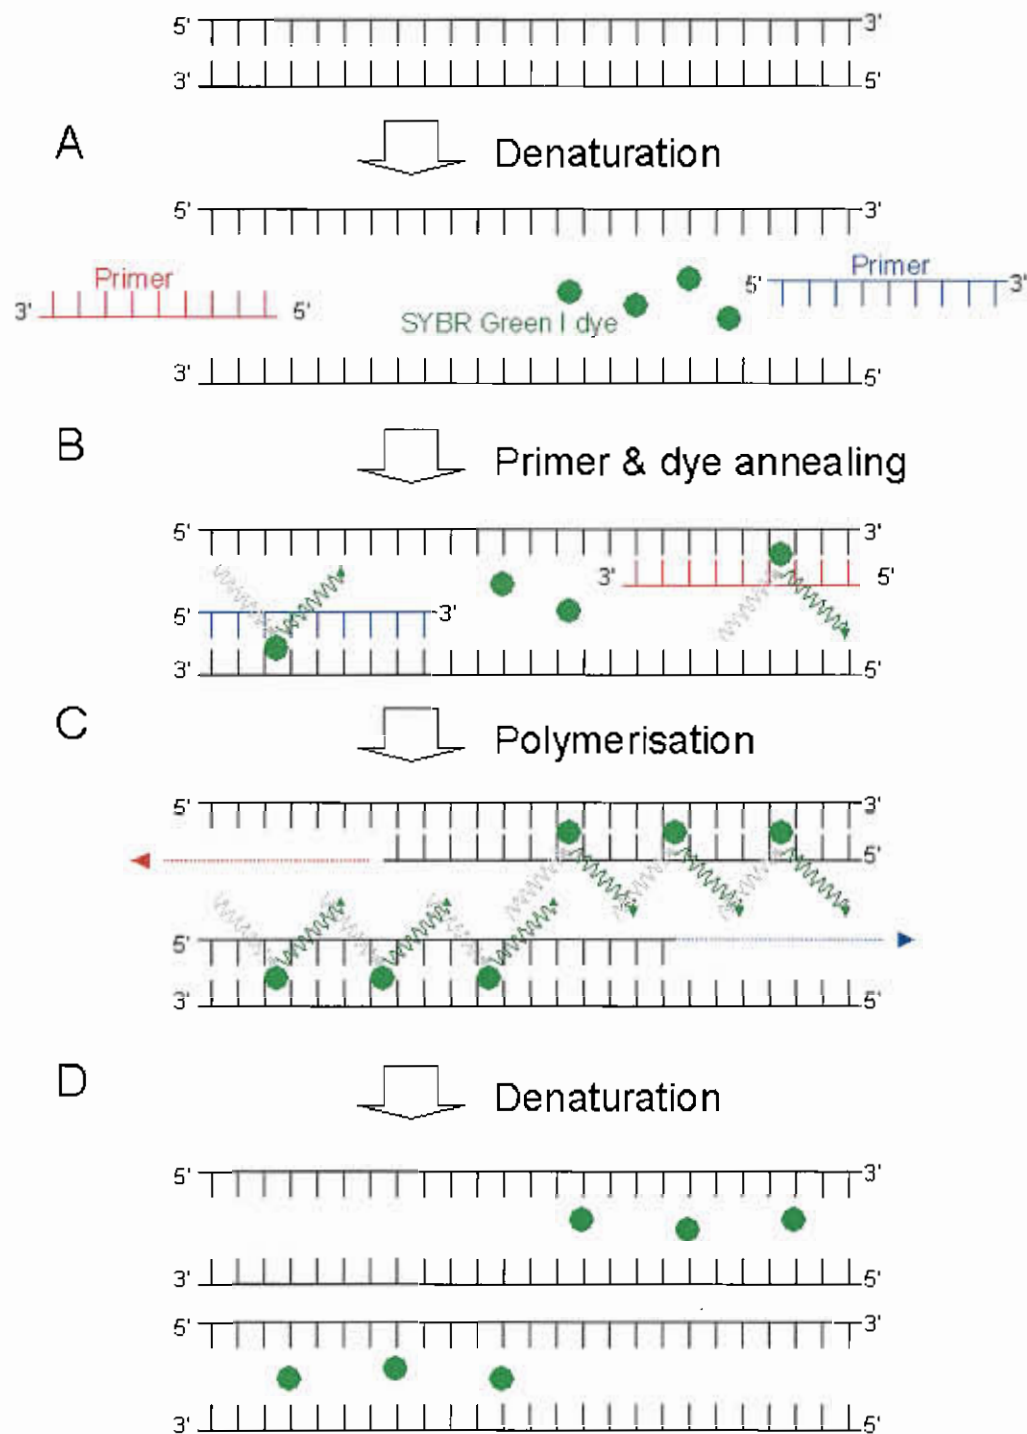 5' 3'
3' 5'
A Denaturation
5' 3'
Primer Primer
3' 5' 5' 3'
SYBR Green I dye
3' 5'
B Primer & dye annealing
5' 3'
3' 5'
5' 3'
3' 5'
C Polymerisation
5' 3'
5'
5'
3' 5'
D Denaturation
5' 3'
3' 5'
5' 3'
3' 5'